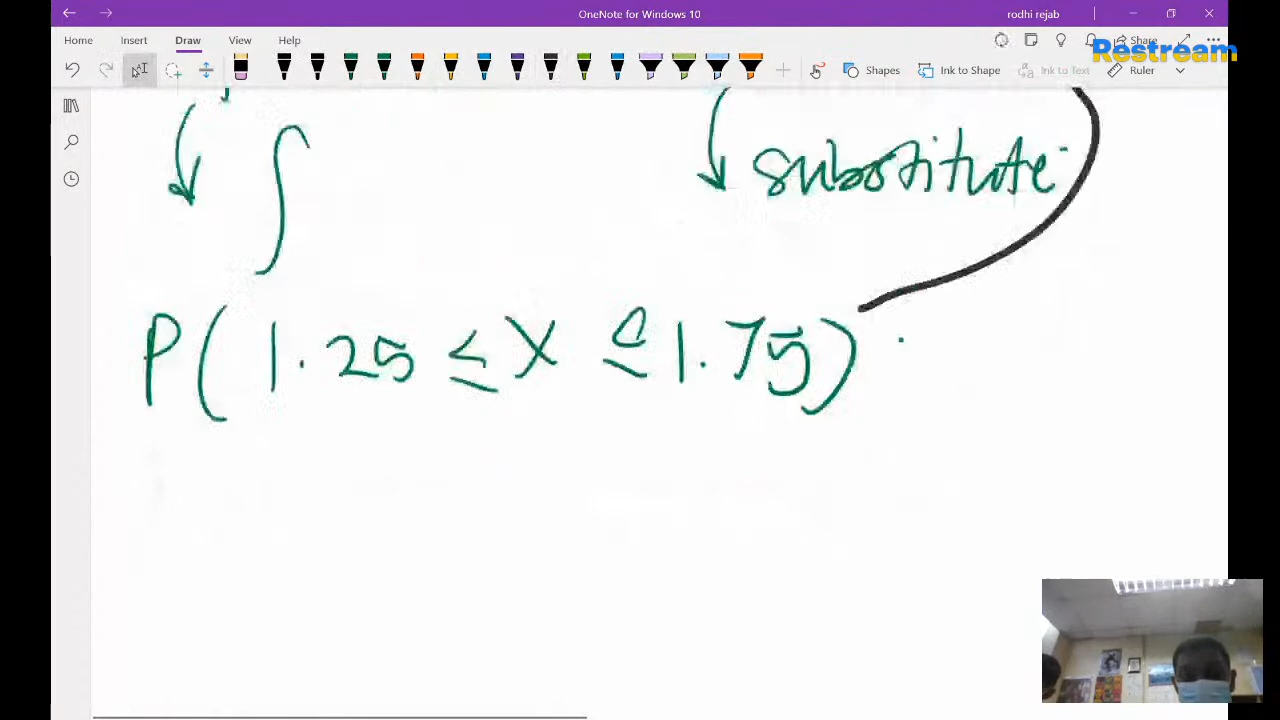 OneNote for Windows 10
rodhi rejab
Home Insert Draw View Help
Share
Restream
Shapes Ink to Shape Ink to Text Ruler
∫
substitute
P( 1.25 ≤ X ≤ 1.75)